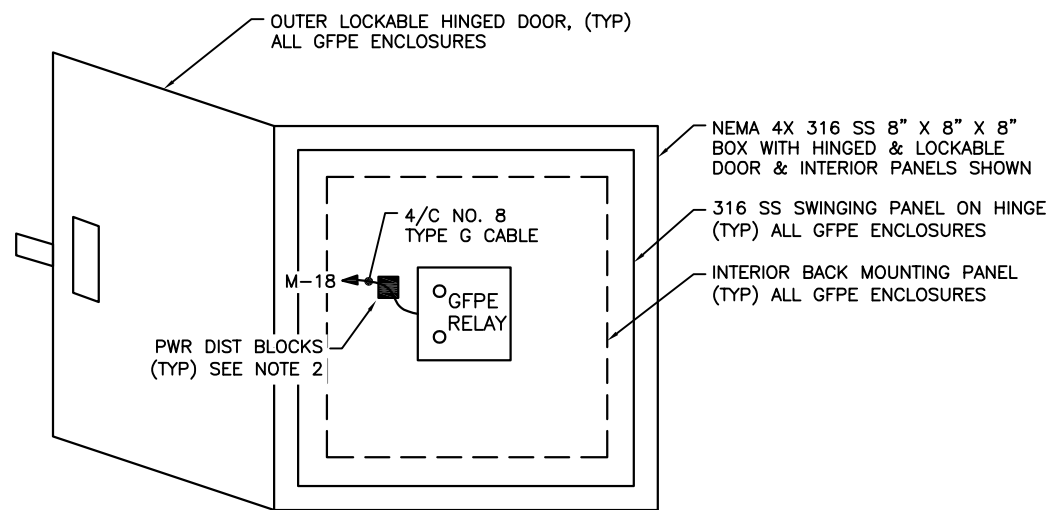 OUTER LOCKABLE HINGED DOOR, (TYP)
ALL GFPE ENCLOSURES
NEMA 4X 316 SS 8” X 8” X 8”
BOX WITH HINGED & LOCKABLE
DOOR & INTERIOR PANELS SHOWN
316 SS SWINGING PANEL ON HINGE
(TYP) ALL GFPE ENCLOSURES
INTERIOR BACK MOUNTING PANEL
(TYP) ALL GFPE ENCLOSURES
4/C NO. 8
TYPE G CABLE
M-18
GFPE
RELAY
PWR DIST BLOCKS
(TYP) SEE NOTE 2